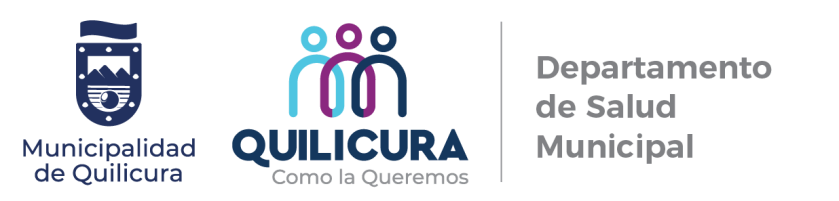 Municipalidad
de Quilicura
QUILICURA
Como la Queremos
Departamento
de Salud
Municipal